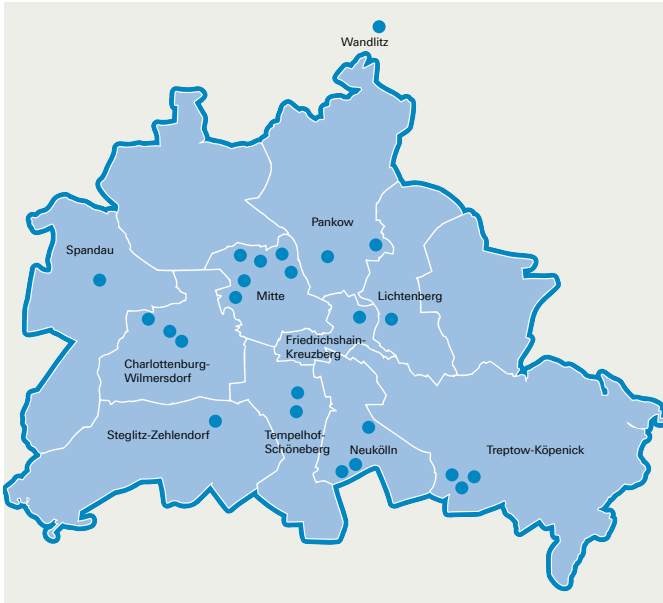 Wandlitz
Pankow
Spandau
Mitte
Lichtenberg
Friedrichshain-
Kreuzberg
Charlottenburg-
Wilmersdorf
Steglitz-Zehlendorf
Tempelhof-
Schöneberg
Neukölln
Treptow-Köpenick